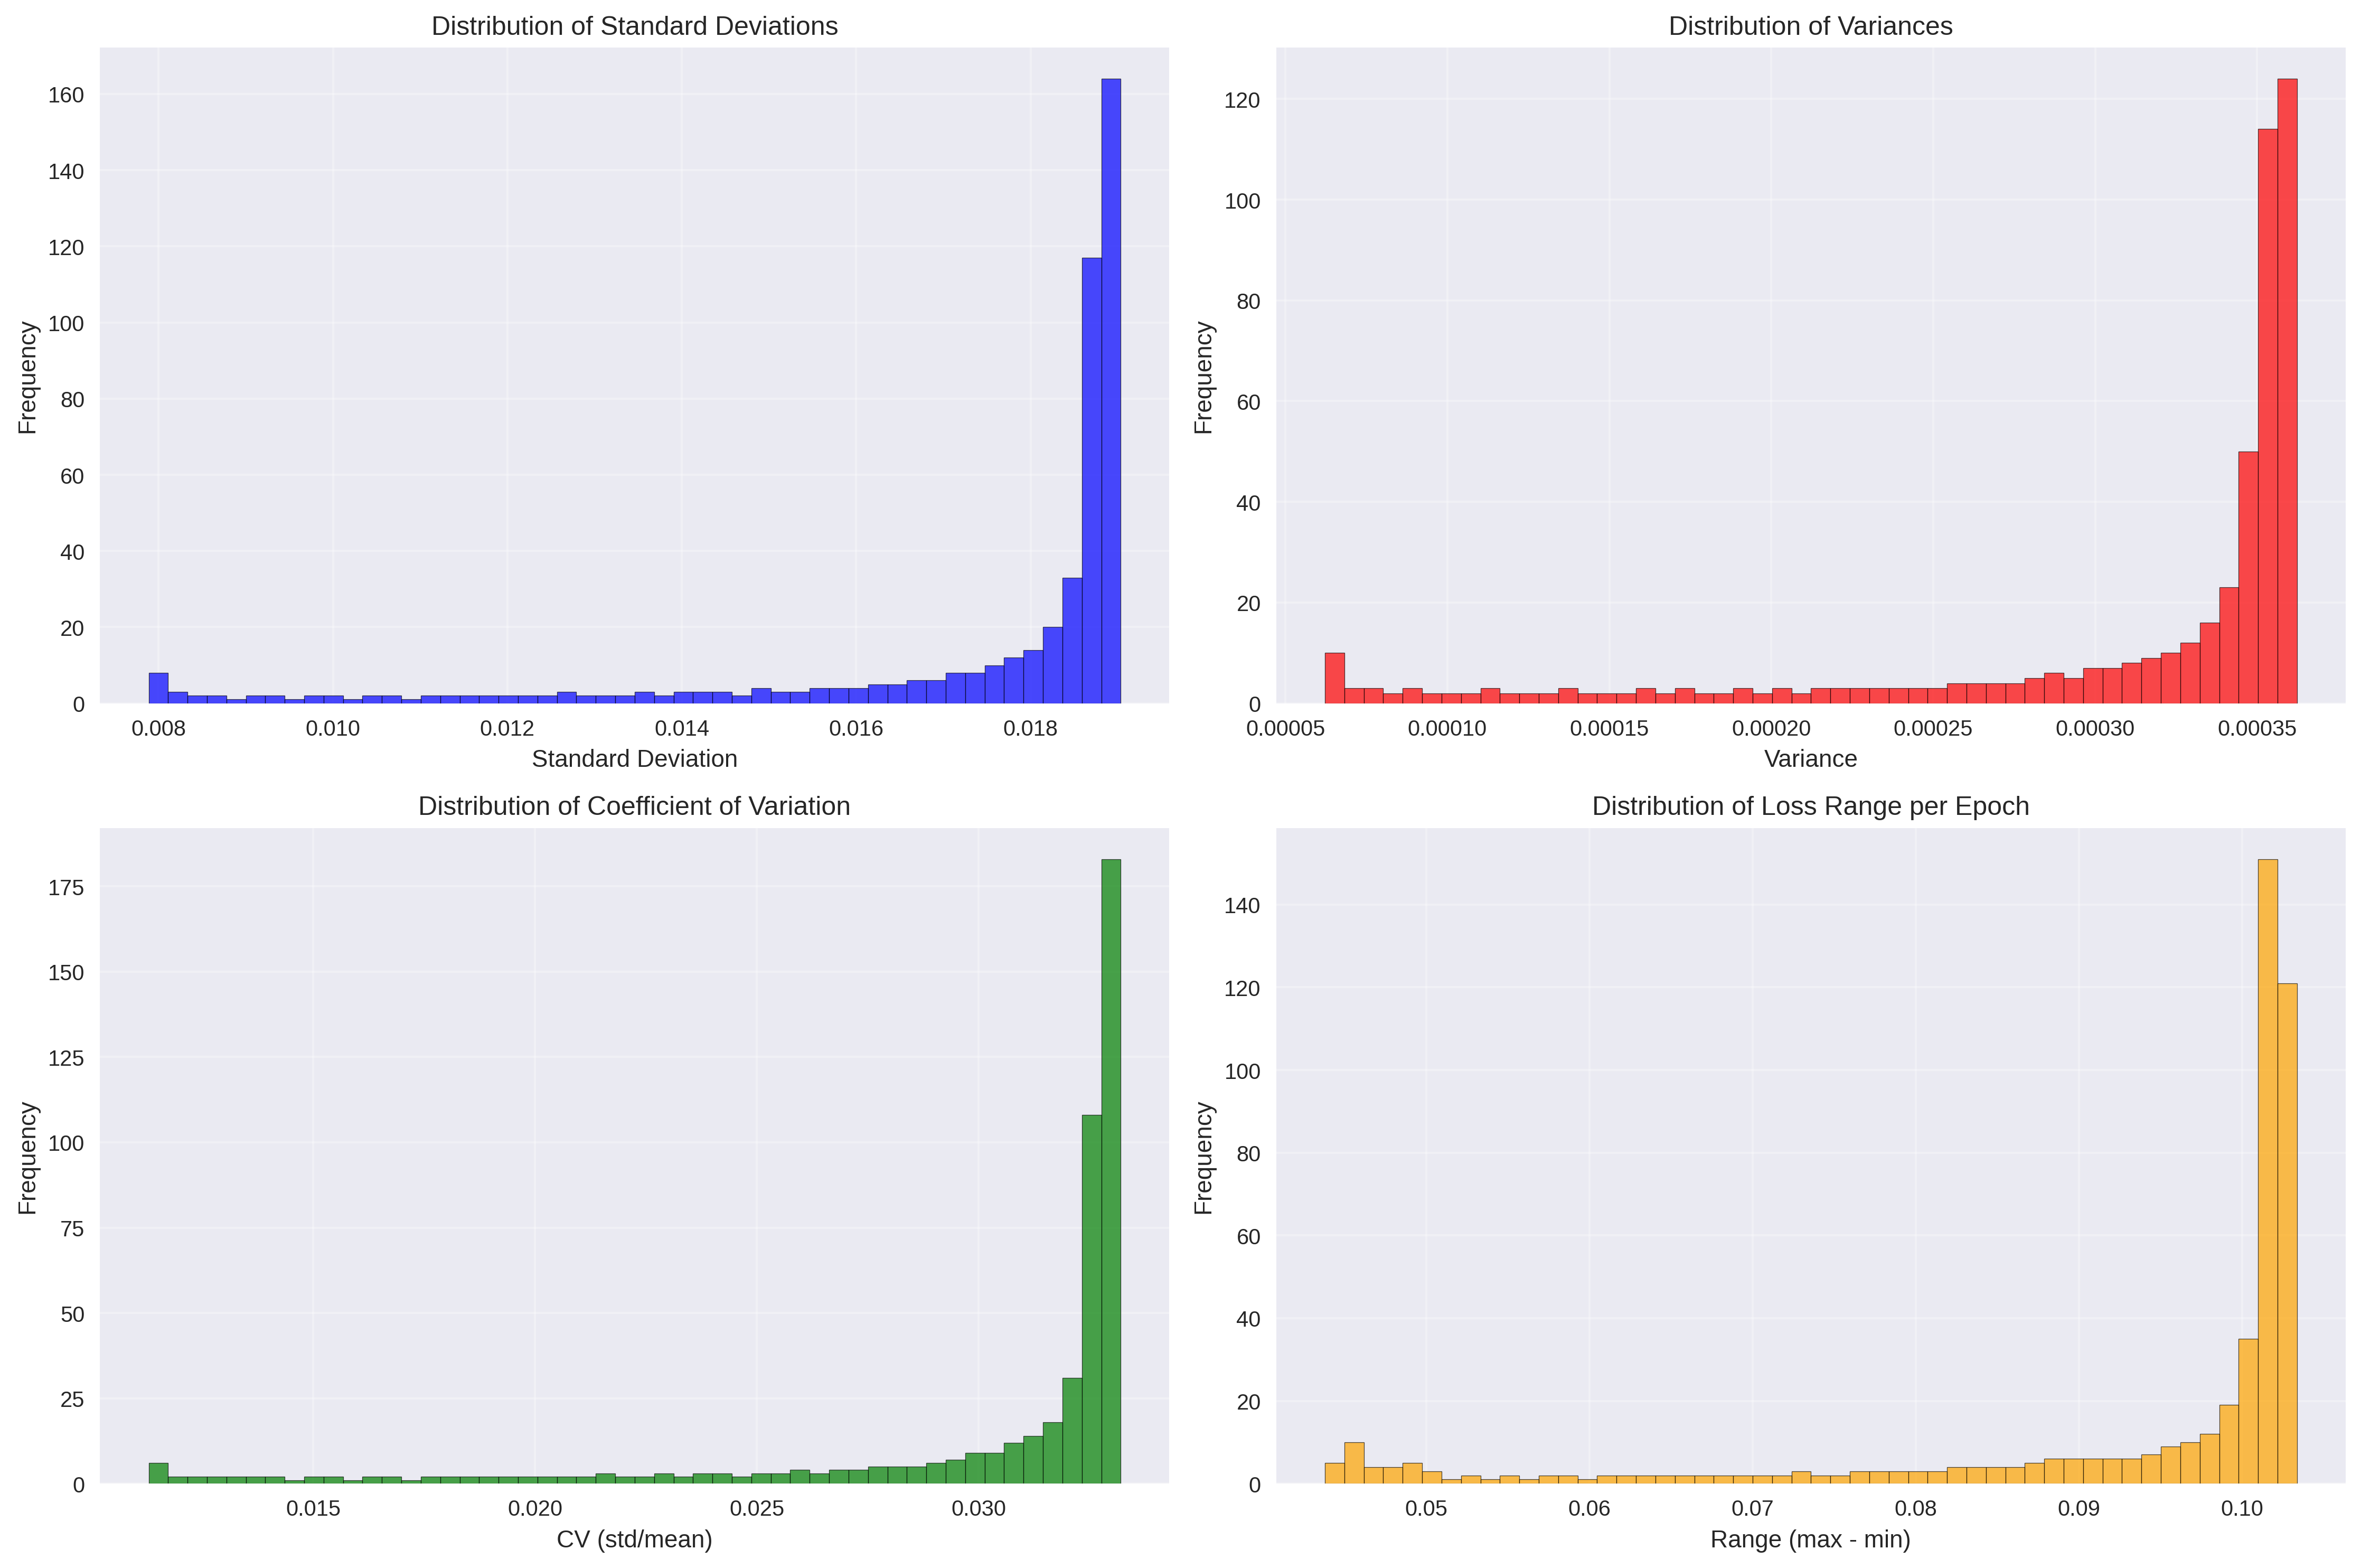 Distribution of Standard Deviations
160
140
120
100
80
60
40
20
0
Frequency
0.008 0.010 0.012 0.014 0.016 0.018
Standard Deviation
Distribution of Variances
120
100
80
60
40
20
0
Frequency
0.00005 0.00010 0.00015 0.00020 0.00025 0.00030 0.00035
Variance
Distribution of Coefficient of Variation
175
150
125
100
75
50
25
0
Frequency
0.015 0.020 0.025 0.030
CV (std/mean)
Distribution of Loss Range per Epoch
140
120
100
80
60
40
20
0
Frequency
0.05 0.06 0.07 0.08 0.09 0.10
Range (max - min)